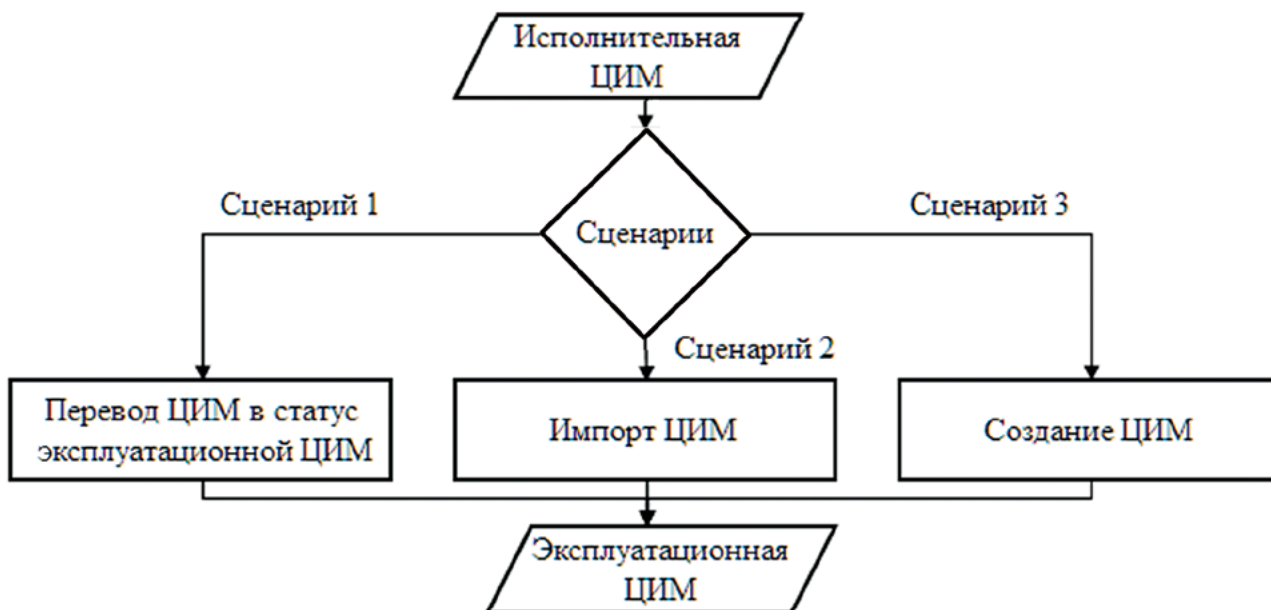 Исполнительная
ЦИМ
Сценарий 1
Сценарий 3
Сценарии
Сценарий 2
Перевод ЦИМ в статус
эксплуатационной ЦИМ
Импорт ЦИМ
Создание ЦИМ
Эксплуатационная
ЦИМ